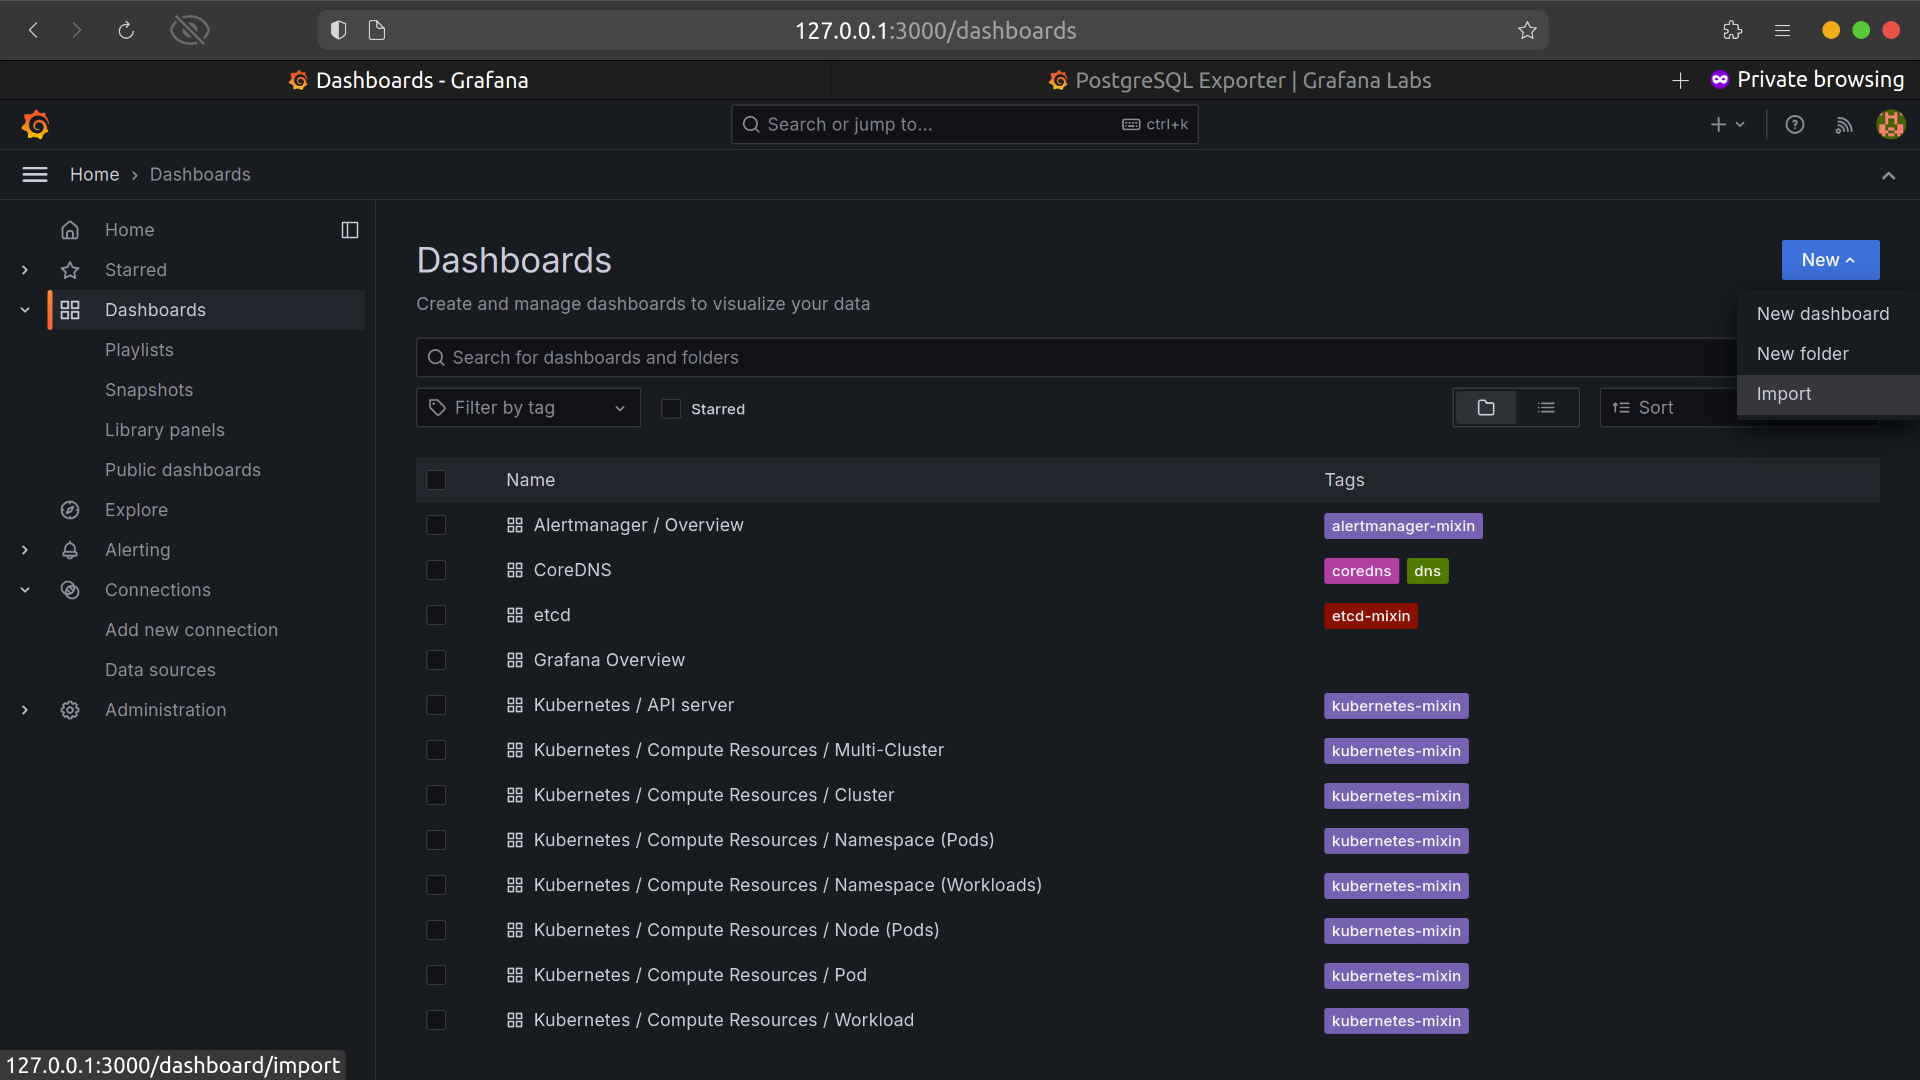 127.0.0.1:3000/dashboards
Dashboards - Grafana
PostgreSQL Exporter | Grafana Labs
Private browsing
Search or jump to...
ctrl+k
Home › Dashboards
Home
Starred
Dashboards
Playlists
Snapshots
Library panels
Public dashboards
Explore
Alerting
Connections
Add new connection
Data sources
Administration
Dashboards
Create and manage dashboards to visualize your data
New
New dashboard
New folder
Import
Search for dashboards and folders
Filter by tag
Starred
Sort
Name Tags
Alertmanager / Overview alertmanager-mixin
CoreDNS coredns dns
etcd etcd-mixin
Grafana Overview
Kubernetes / API server kubernetes-mixin
Kubernetes / Compute Resources / Multi-Cluster kubernetes-mixin
Kubernetes / Compute Resources / Cluster kubernetes-mixin
Kubernetes / Compute Resources / Namespace (Pods) kubernetes-mixin
Kubernetes / Compute Resources / Namespace (Workloads) kubernetes-mixin
Kubernetes / Compute Resources / Node (Pods) kubernetes-mixin
Kubernetes / Compute Resources / Pod kubernetes-mixin
Kubernetes / Compute Resources / Workload kubernetes-mixin
127.0.0.1:3000/dashboard/import